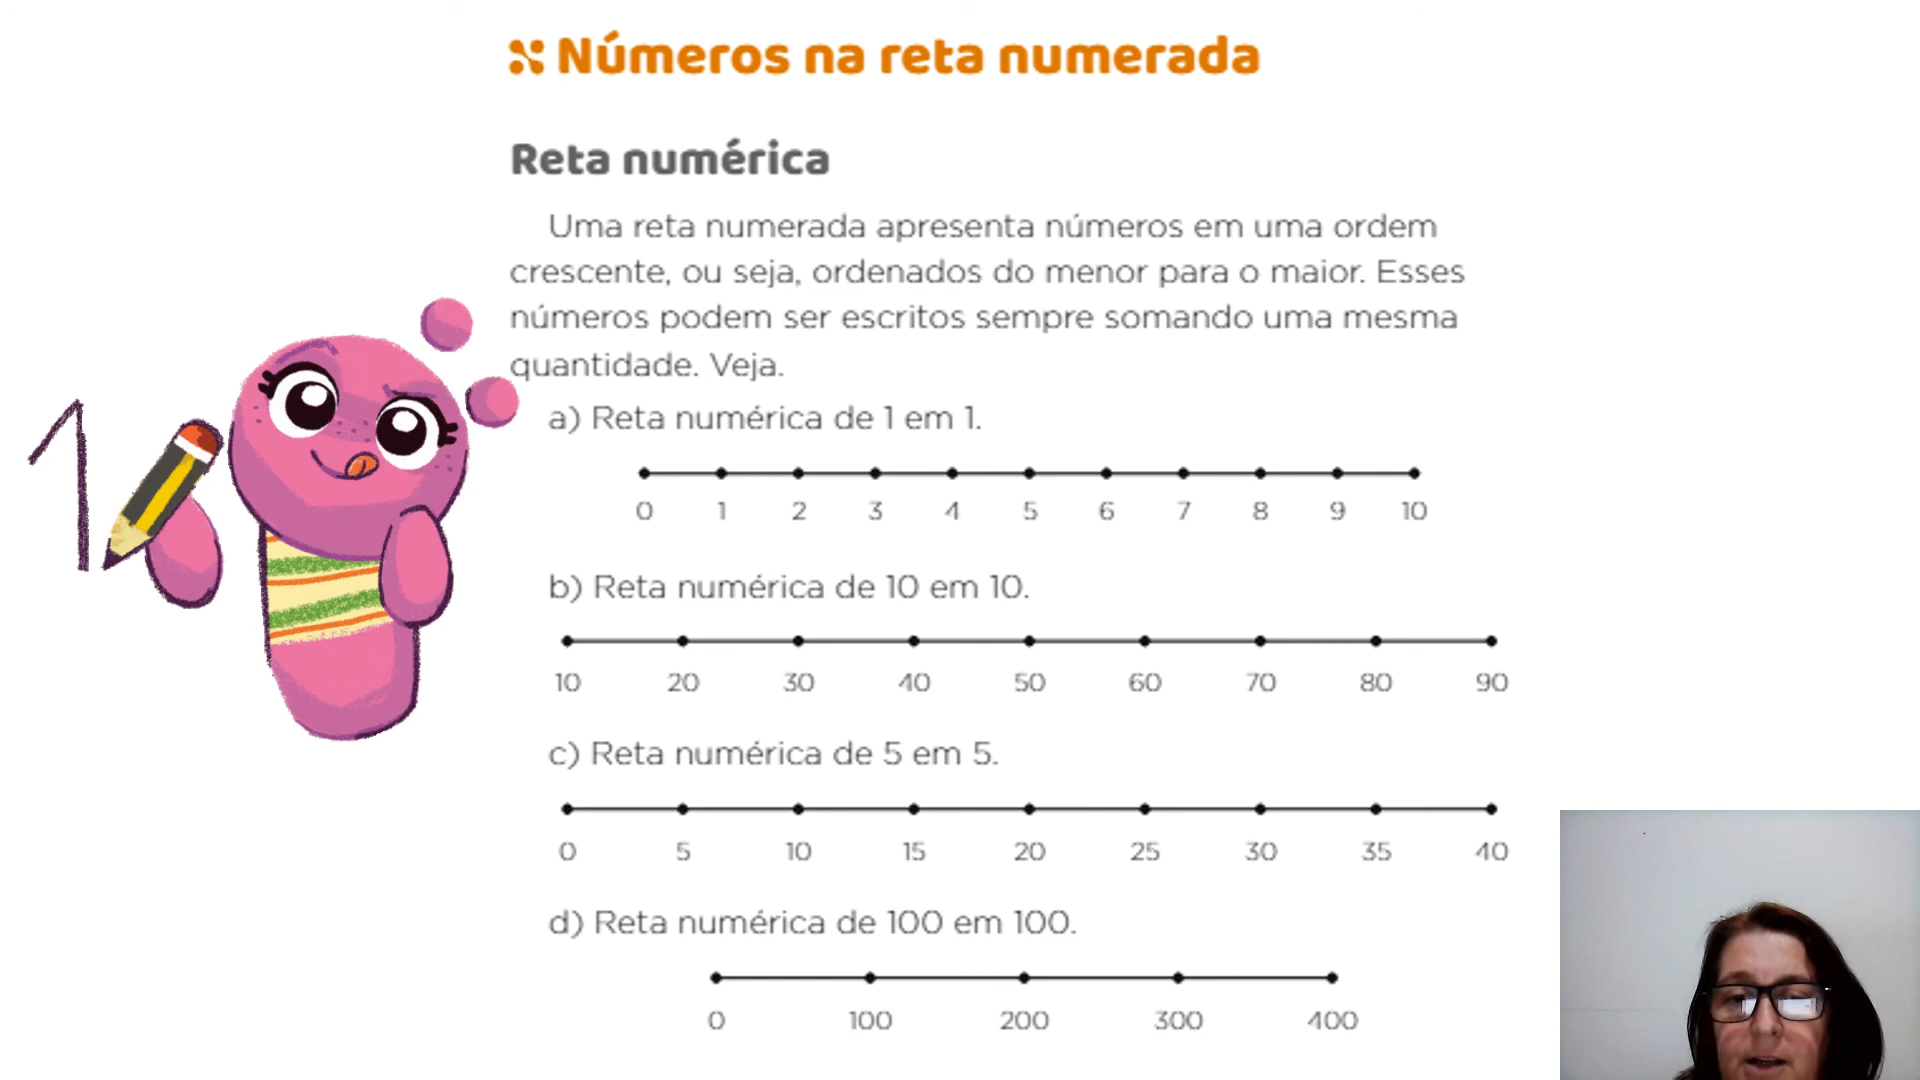 Números na reta numerada
Reta numérica
Uma reta numerada apresenta números em uma ordem
crescente, ou seja, ordenados do menor para o maior. Esses
números podem ser escritos sempre somando uma mesma
quantidade. Veja.
a) Reta numérica de 1 em 1.
0 1 2 3 4 5 6 7 8 9 10
b) Reta numérica de 10 em 10.
10 20 30 40 50 60 70 80 90
c) Reta numérica de 5 em 5.
0 5 10 15 20 25 30 35 40
d) Reta numérica de 100 em 100.
0 100 200 300 400
1